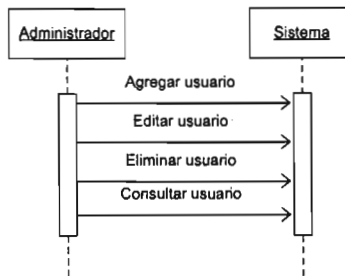 Administrador
Sistema
Agregar usuario
Editar usuario
Eliminar usuario
Consultar usuario